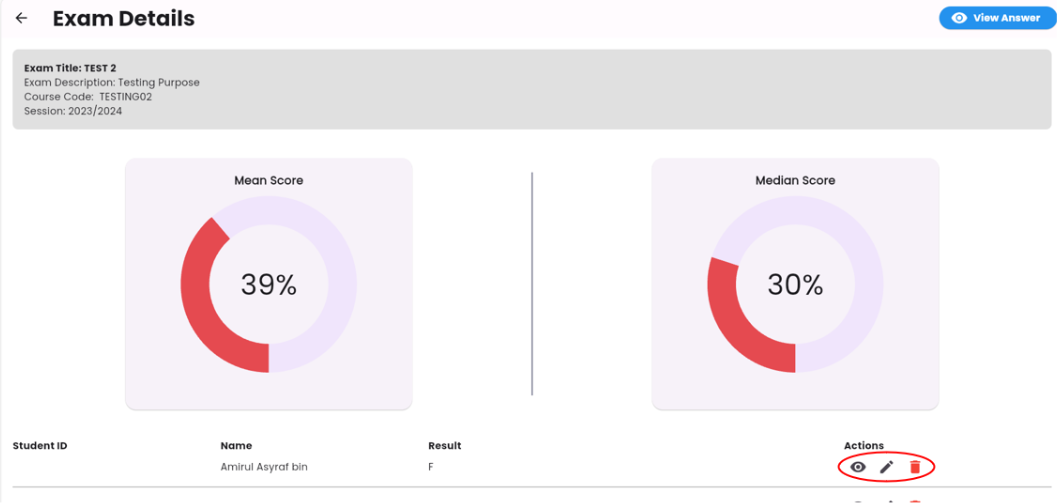 Exam Details
View Answer
Exam Title: TEST 2
Exam Description: Testing Purpose
Course Code: TESTING02
Session: 2023/2024
Mean Score
39%
Median Score
30%
Student ID Name Result Actions
Amirul Asyraf bin F